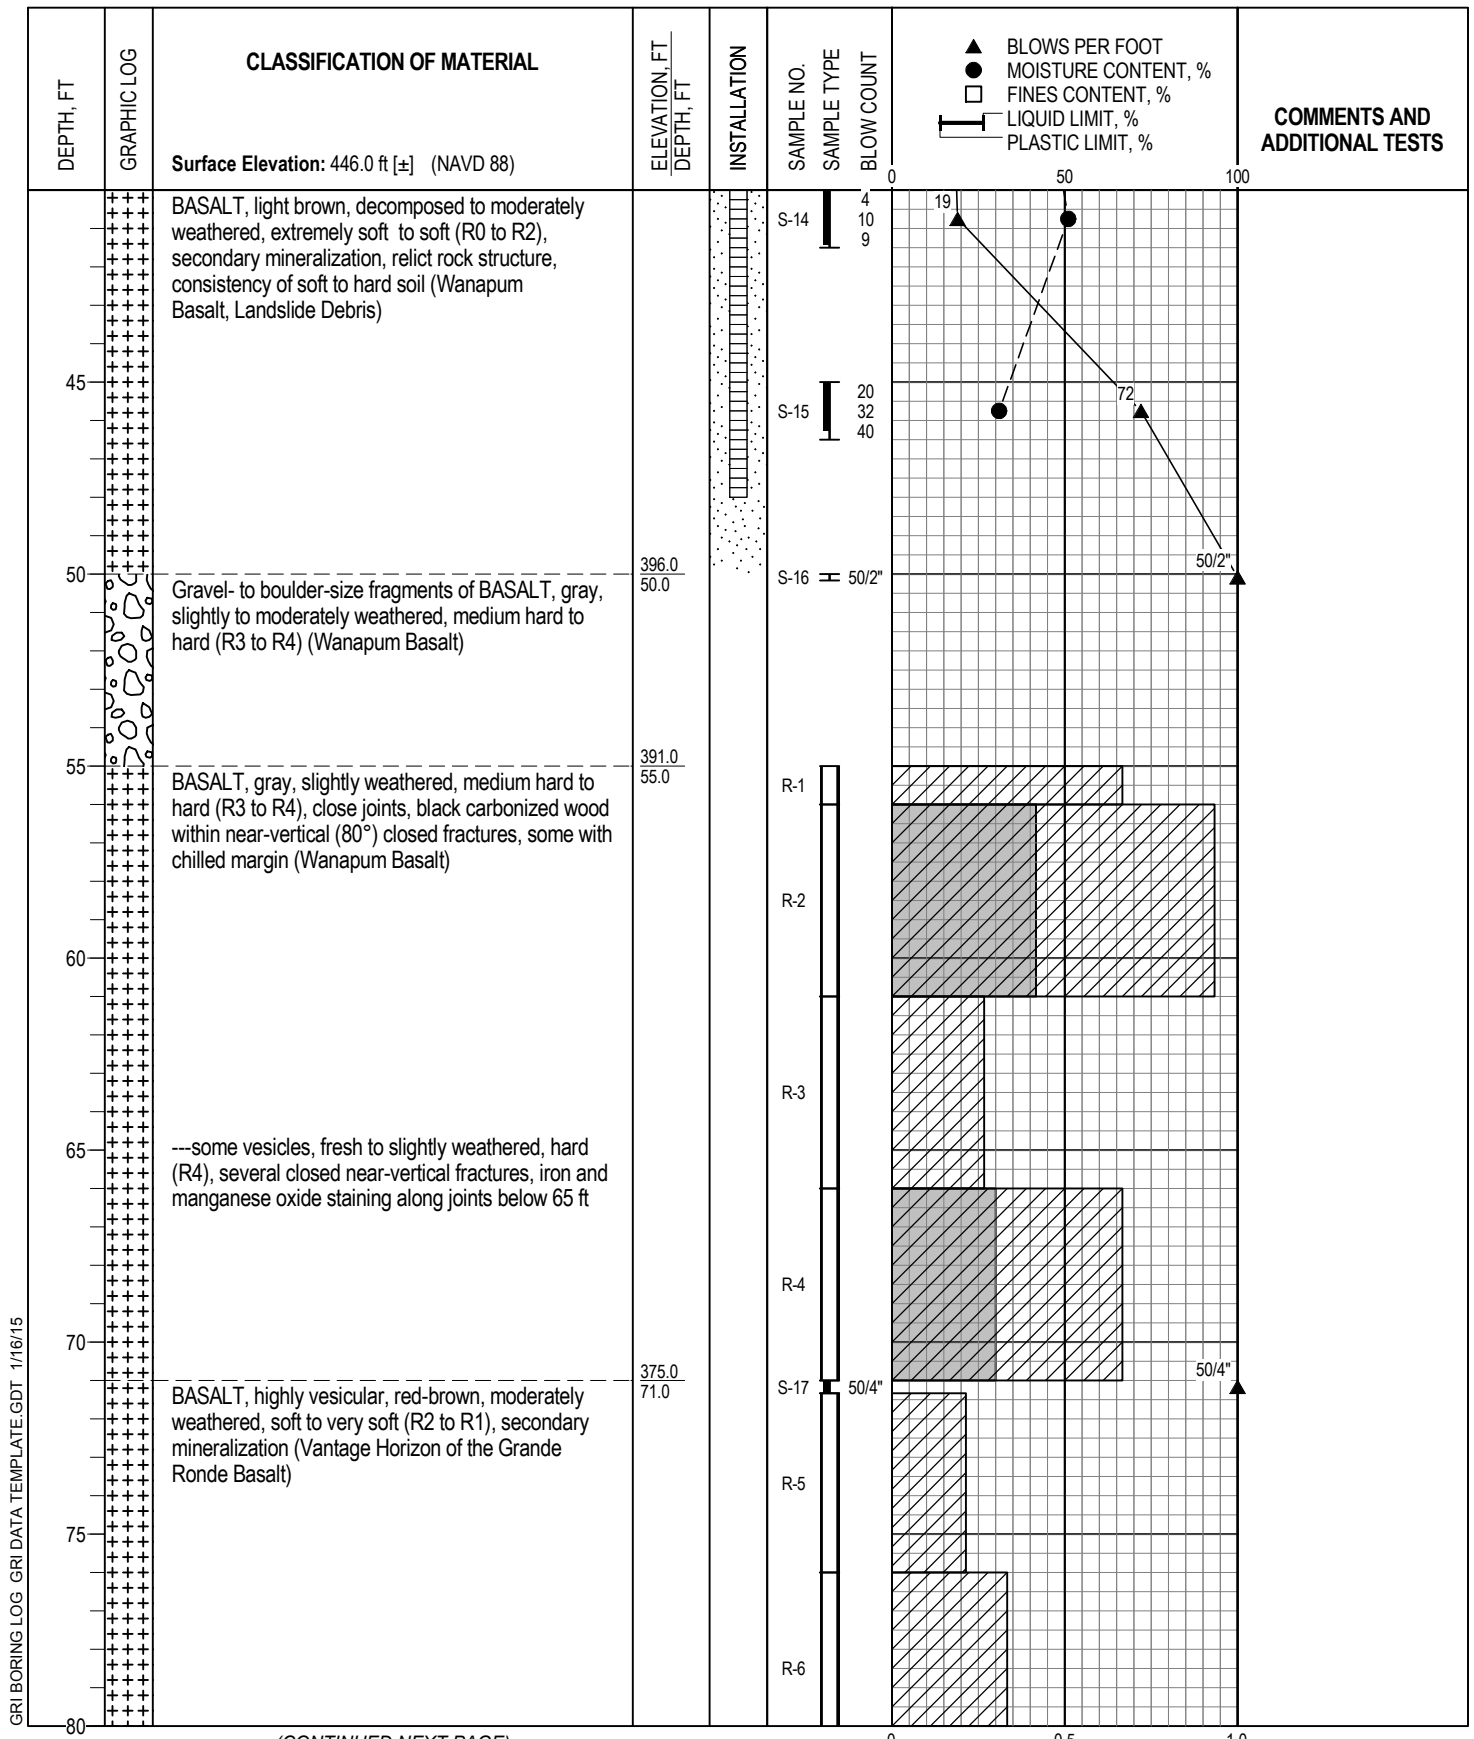 DEPTH, FT
GRAPHIC LOG
CLASSIFICATION OF MATERIAL
Surface Elevation: 446.0 ft [±] (NAVD 88)
ELEVATION, FT
DEPTH, FT
INSTALLATION
SAMPLE NO.
SAMPLE TYPE
BLOW COUNT
BLOWS PER FOOT
MOISTURE CONTENT, %
FINES CONTENT, %
LIQUID LIMIT, %
PLASTIC LIMIT, %
0 50 100
COMMENTS AND
ADDITIONAL TESTS
BASALT, light brown, decomposed to moderately
weathered, extremely soft to soft (R0 to R2),
secondary mineralization, relict rock structure,
consistency of soft to hard soil (Wanapum
Basalt, Landslide Debris)
S-14
4
10
9
19
45
S-15
20
32
40
72
50
396.0
50.0
S-16
50/2"
50/2"
Gravel- to boulder-size fragments of BASALT, gray,
slightly to moderately weathered, medium hard to
hard (R3 to R4) (Wanapum Basalt)
55
391.0
55.0
BASALT, gray, slightly weathered, medium hard to
hard (R3 to R4), close joints, black carbonized wood
within near-vertical (80°) closed fractures, some with
chilled margin (Wanapum Basalt)
R-1
R-2
60
R-3
65
---some vesicles, fresh to slightly weathered, hard
(R4), several closed near-vertical fractures, iron and
manganese oxide staining along joints below 65 ft
R-4
70
375.0
71.0
S-17
50/4"
50/4"
BASALT, highly vesicular, red-brown, moderately
weathered, soft to very soft (R2 to R1), secondary
mineralization (Vantage Horizon of the Grande
Ronde Basalt)
R-5
75
R-6
80
(CONTINUED NEXT PAGE)
0 0.5 1.0
GRI BORING LOG GRI DATA TEMPLATE.GDT 1/16/15